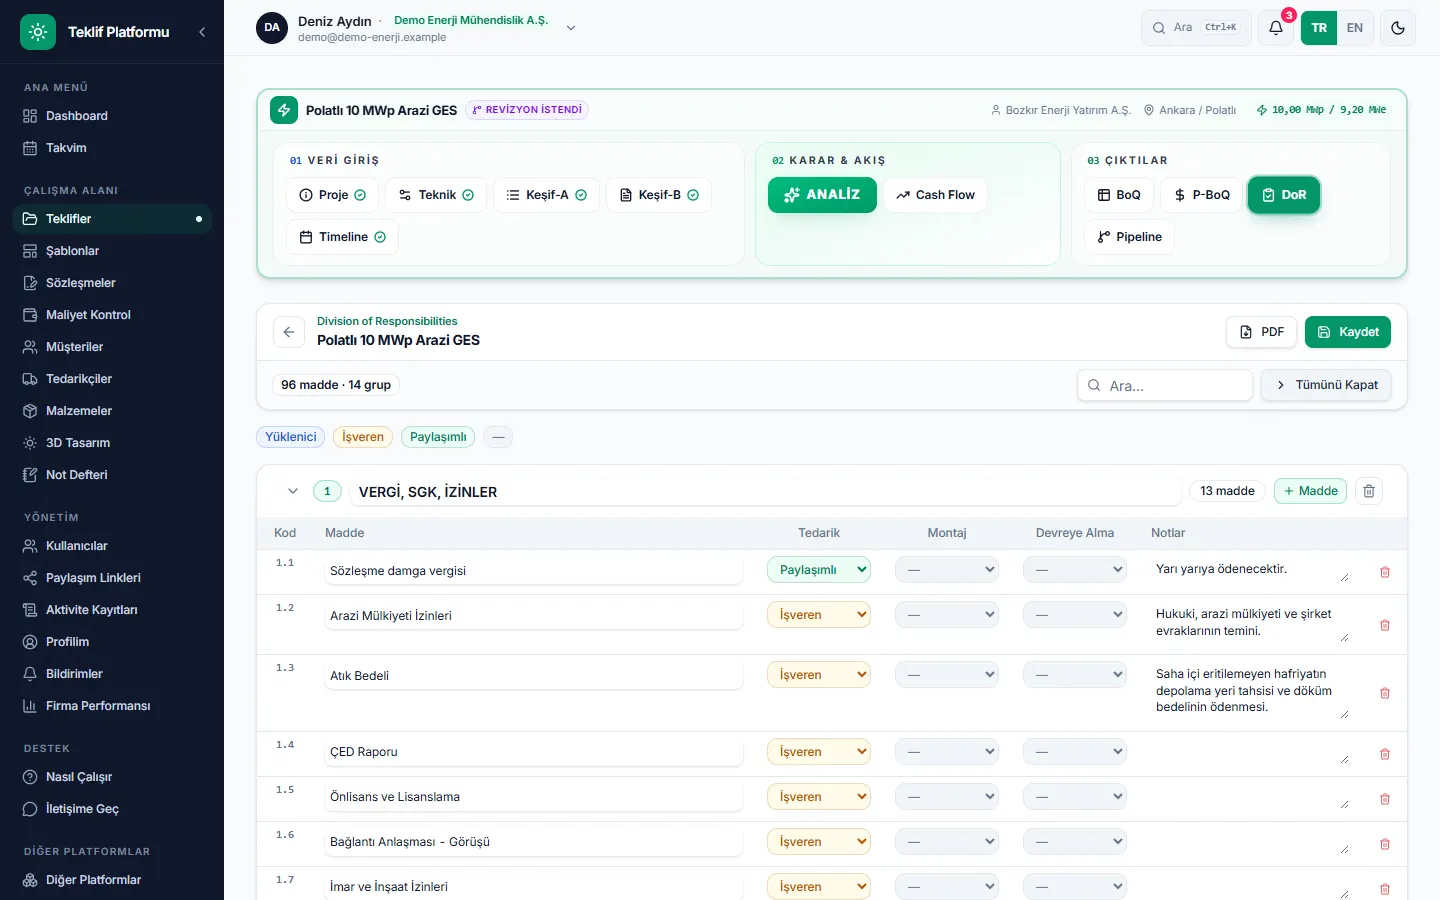 Teklif Platformu
ANA MENÜ
Dashboard
Takvim
ÇALIŞMA ALANI
Teklifler
Şablonlar
Sözleşmeler
Maliyet Kontrol
Müşteriler
Tedarikçiler
Malzemeler
3D Tasarım
Not Defteri
YÖNETİM
Kullanıcılar
Paylaşım Linkleri
Aktivite Kayıtları
Profilim
Bildirimler
Firma Performansı
DESTEK
Nasıl Çalışır
İletişime Geç
DİĞER PLATFORMLAR
Diğer Platformlar
DA
Deniz Aydın · Demo Enerji Mühendislik A.Ş.
demo@demo-enerji.example
Ara Ctrl+K
3
TR EN
Polatlı 10 MWp Arazi GES REVİZYON İSTENDİ
Bozkır Enerji Yatırım A.Ş. Ankara / Polatlı 10,00 MWp / 9,20 MWe
01 VERİ GİRİŞ
Proje Teknik Keşif-A Keşif-B
Timeline
02 KARAR & AKIŞ
ANALİZ Cash Flow
03 ÇIKTILAR
BoQ P-BoQ DoR
Pipeline
Division of Responsibilities
Polatlı 10 MWp Arazi GES
PDF Kaydet
96 madde · 14 grup
Ara... Tümünü Kapat
Yüklenici İşveren Paylaşımlı —
1 VERGİ, SGK, İZİNLER 13 madde + Madde
Kod Madde Tedarik Montaj Devreye Alma Notlar
1.1 Sözleşme damga vergisi Paylaşımlı — — Yarı yarıya ödenecektir.
1.2 Arazi Mülkiyeti İzinleri İşveren — — Hukuki, arazi mülkiyeti ve şirket
evraklarının temini.
1.3 Atık Bedeli İşveren — — Saha içi eritilemeyen hafriyatın
depolama yeri tahsisi ve döküm
bedelinin ödenmesi.
1.4 ÇED Raporu İşveren — —
1.5 Önlisans ve Lisanslama İşveren — —
1.6 Bağlantı Anlaşması - Görüşü İşveren — —
1.7 İmar ve İnşaat İzinleri İşveren — —